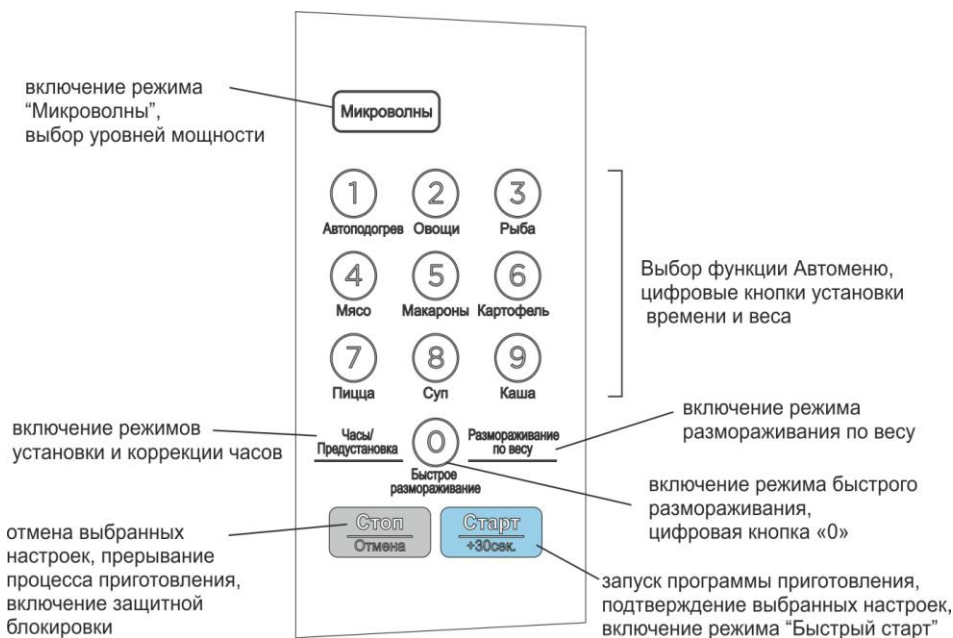 включение режима
“Микроволны”,
выбор уровней мощности
Микроволны
1 2 3
Автоподогрев Овощи Рыба
4 5 6
Мясо Макароны Картофель
7 8 9
Пицца Суп Каша
Выбор функции Автоменю,
цифровые кнопки установки
времени и веса
включение режимов
установки и коррекции часов
Часы/
Предустановка
0
Быстрое
размораживание
Размораживание
по весу
включение режима
размораживания по весу
включение режима быстрого
размораживания,
цифровая кнопка «0»
отмена выбранных
настроек, прерывание
процесса приготовления,
включение защитной
блокировки
Стоп
Отмена
Старт
+30сек.
запуск программы приготовления,
подтверждение выбранных настроек,
включение режима “Быстрый старт”